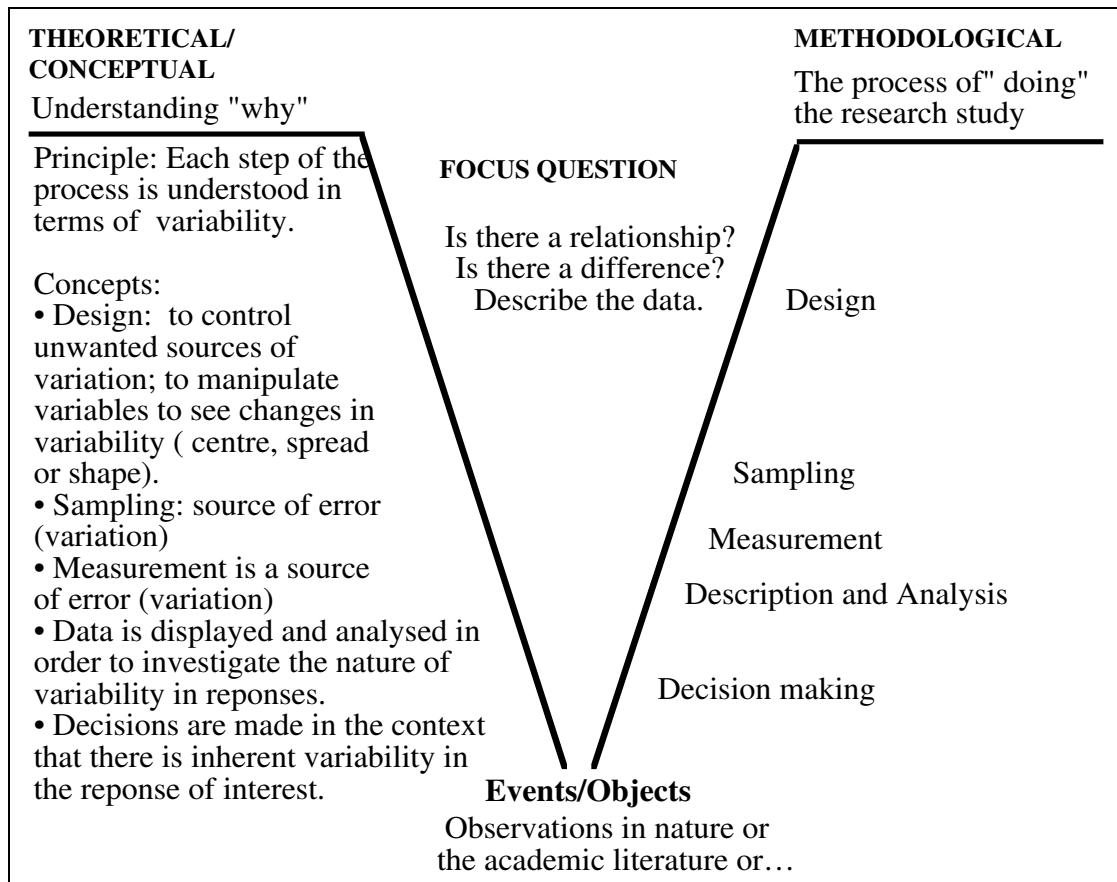 THEORETICAL/
CONCEPTUAL
Understanding "why"
Principle: Each step of the
process is understood in
terms of  variability.
Concepts:
• Design:  to control
unwanted sources of
variation; to manipulate
variables to see changes in
variability ( centre, spread
or shape).
• Sampling: source of error
(variation)
• Measurement is a source
of error (variation)
• Data is displayed and analysed in
order to investigate the nature of
variability in reponses.
• Decisions are made in the context
that there is inherent variability in
the reponse of interest.
FOCUS QUESTION
Is there a relationship?
Is there a difference?
Describe the data.
METHODOLOGICAL
The process of" doing"
the research study
Design
Sampling
Measurement
Description and Analysis
Decision making
Events/Objects
Observations in nature or
the academic literature or…